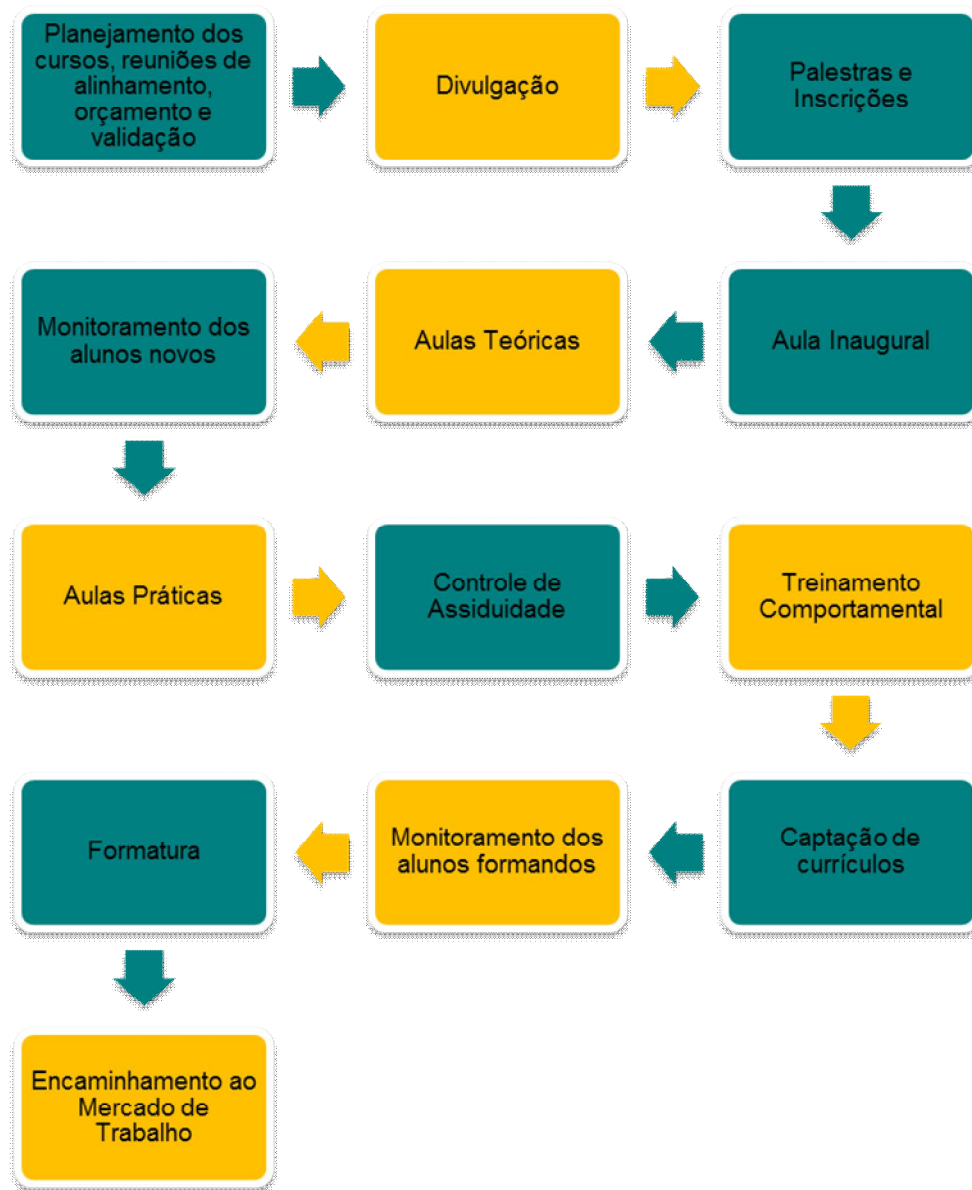 Planejamento dos
cursos, reuniões de
alinhamento,
orçamento e
validação
Divulgação
Palestras e
Inscrições
Aula Inaugural
Aulas Teóricas
Monitoramento dos
alunos novos
Aulas Práticas
Controle de
Assiduidade
Treinamento
Comportamental
Captação de
currículos
Monitoramento dos
alunos formandos
Formatura
Encaminhamento ao
Mercado de
Trabalho